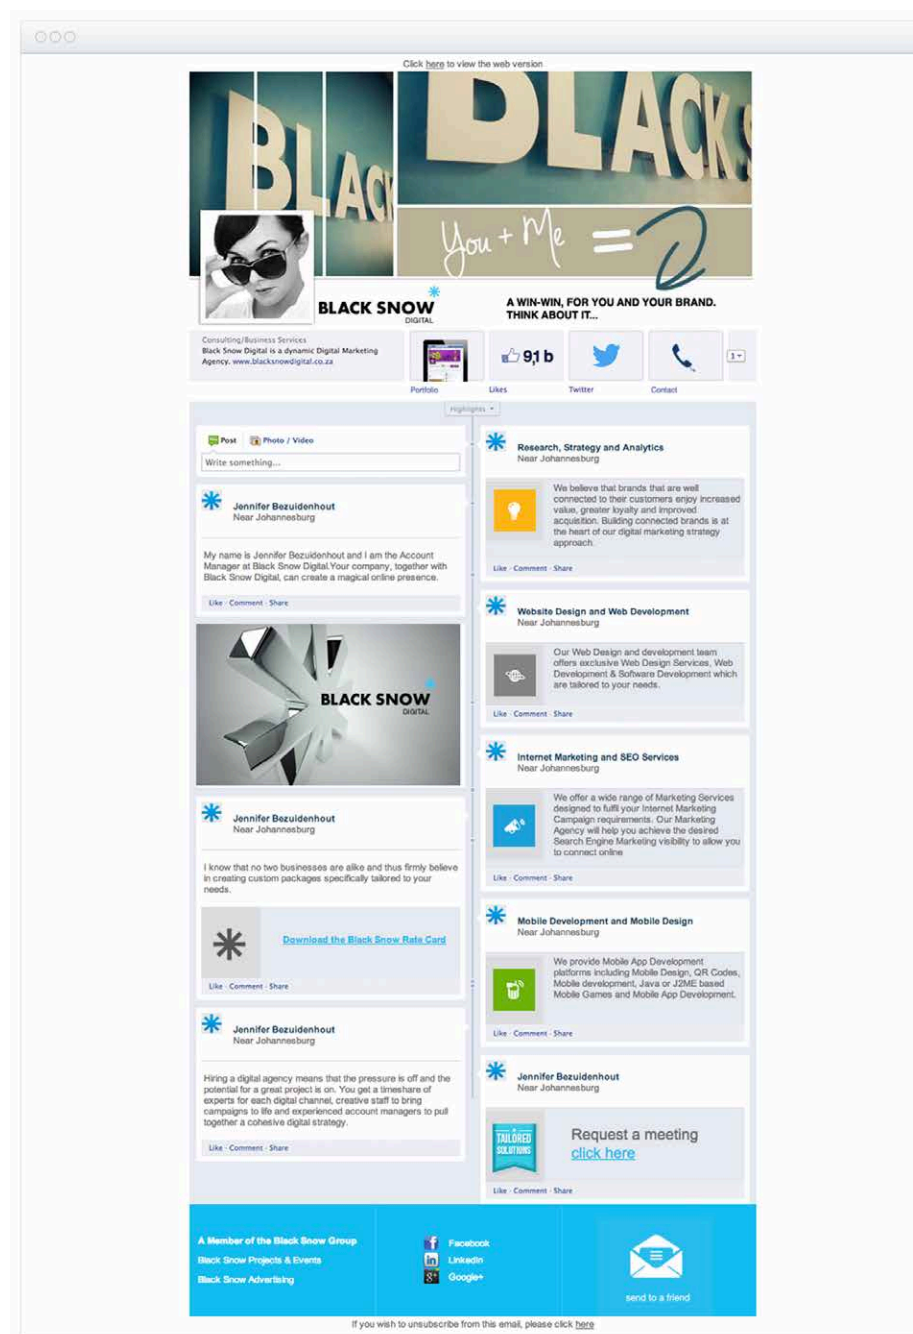 Click here to view the web version
BLACK
BLACK S
You + Me =
BLACK SNOW
DIGITAL
A WIN-WIN, FOR YOU AND YOUR BRAND.
THINK ABOUT IT...
Consulting/Business Services
Black Snow Digital is a dynamic Digital Marketing
Agency. www.blacksnowdigital.co.za
9,1 b
1
Portfolio
Likes
Twitter
Contact
Highlights
Post
Photo / Video
Write something...
Jennifer Bezuidenhout
Near Johannesburg
My name is Jennifer Bezuidenhout and I am the Account
Manager at Black Snow Digital.Your company, together with
Black Snow Digital, can create a magical online presence.
Like · Comment · Share
BLACK SNOW
DIGITAL
Jennifer Bezuidenhout
Near Johannesburg
I know that no two businesses are alike and thus firmly believe
in creating custom packages specifically tailored to your
needs.
Download the Black Snow Rate Card
Like · Comment · Share
Jennifer Bezuidenhout
Near Johannesburg
Hiring a digital agency means that the pressure is off and the
potential for a great project is on. You get a timeshare of
experts for each digital channel, creative staff to bring
campaigns to life and experienced account managers to pull
together a cohesive digital strategy.
Like · Comment · Share
Research, Strategy and Analytics
Near Johannesburg
We believe that brands that are well
connected to their customers enjoy increased
value, greater loyalty and improved
acquisition. Building connected brands is at
the heart of our digital marketing strategy
approach.
Like · Comment · Share
Website Design and Web Development
Near Johannesburg
Our Web Design and development team
offers exclusive Web Design Services, Web
Development & Software Development which
are tailored to your needs.
Like · Comment · Share
Internet Marketing and SEO Services
Near Johannesburg
We offer a wide range of Marketing Services
designed to fulfil your Internet Marketing
Campaign requirements. Our Marketing
Agency will help you achieve the desired
Search Engine Marketing visibility to allow you
to connect online
Like · Comment · Share
Mobile Development and Mobile Design
Near Johannesburg
We provide Mobile App Development
platforms including Mobile Design, QR Codes,
Mobile development, Java or J2ME based
Mobile Games and Mobile App Development.
Like · Comment · Share
Jennifer Bezuidenhout
Near Johannesburg
TAILORED
SOLUTIONS
Request a meeting
click here
Like · Comment · Share
A Member of the Black Snow Group
Black Snow Projects & Events
Black Snow Advertising
Facebook
LinkedIn
Google+
send to a friend
If you wish to unsubscribe from this email, please click here